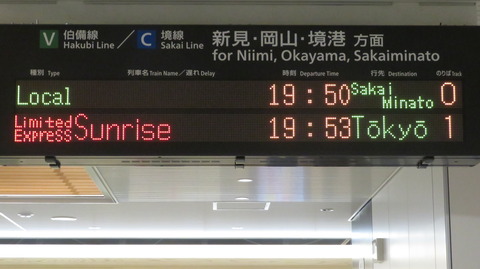 V 伯備線 Hakubi Line ／ C 境線 Sakai Line 新見・岡山・境港 方面
for Niimi, Okayama, Sakaiminato
種別 Type 列車名 / Train Name / 遅れ Delay 時刻 Departure Time 行先 Destination のりば Track
Local 19:50 Sakai Minato 0
Limited Express Sunrise 19:53 Tōkyō 1